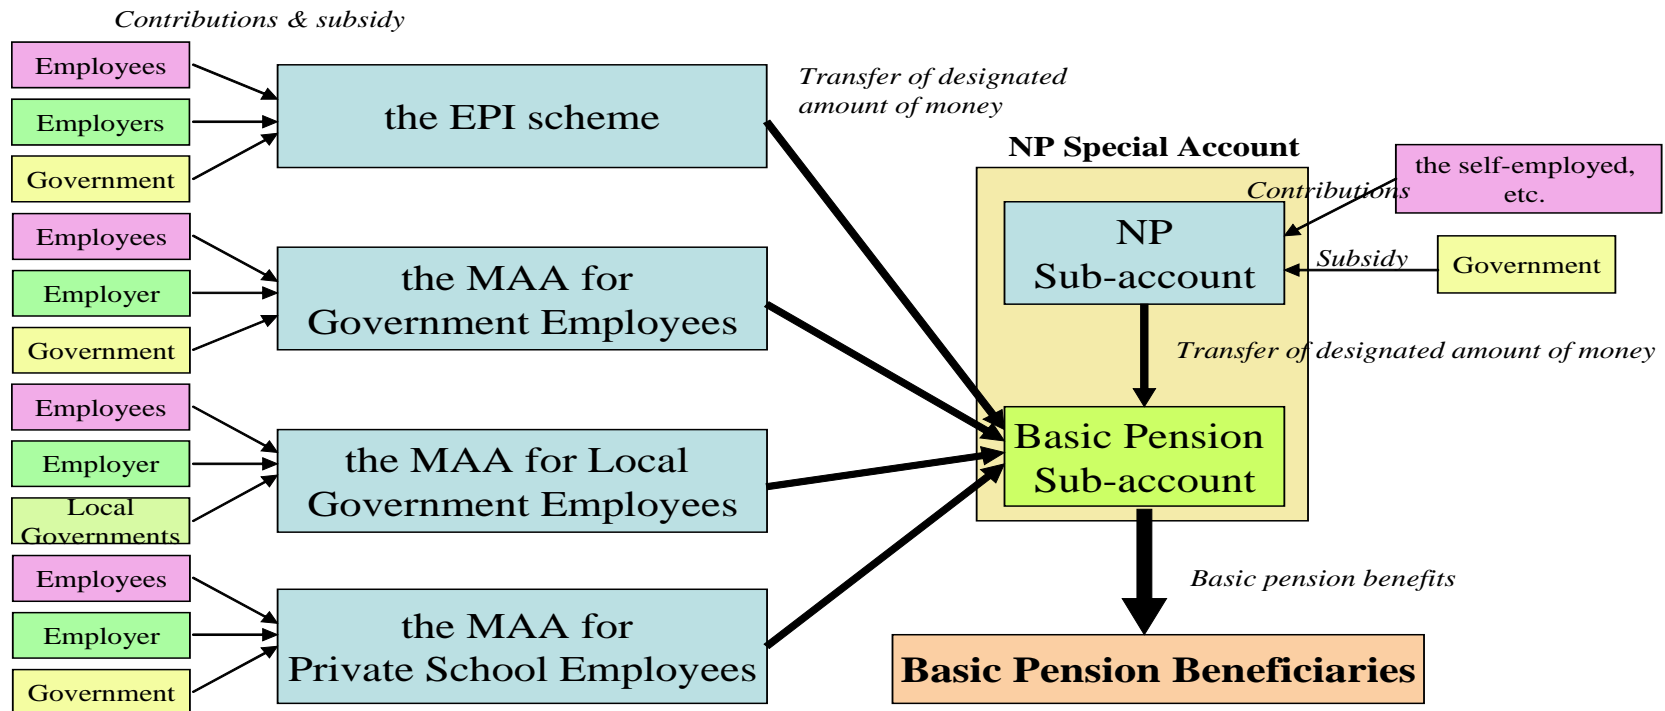 Contributions & subsidy
Employees
Employers
Government
the EPI scheme
Transfer of designated
amount of money
Employees
Employer
Government
the MAA for
Government Employees
Employees
Employer
Local
Governments
the MAA for Local
Government Employees
Employees
Employer
Government
the MAA for
Private School Employees
NP Special Account
the self-employed,
etc.
Contributions
NP
Sub-account
Subsidy
Government
Transfer of designated amount of money
Basic Pension
Sub-account
Basic pension benefits
Basic Pension Beneficiaries